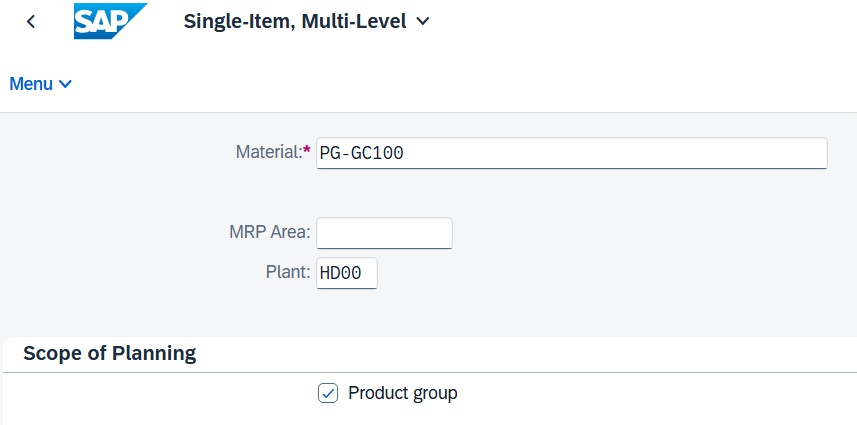 SAP Single-Item, Multi-Level
Menu
Material:* PG-GC100
MRP Area:
Plant: HD00
Scope of Planning
Product group